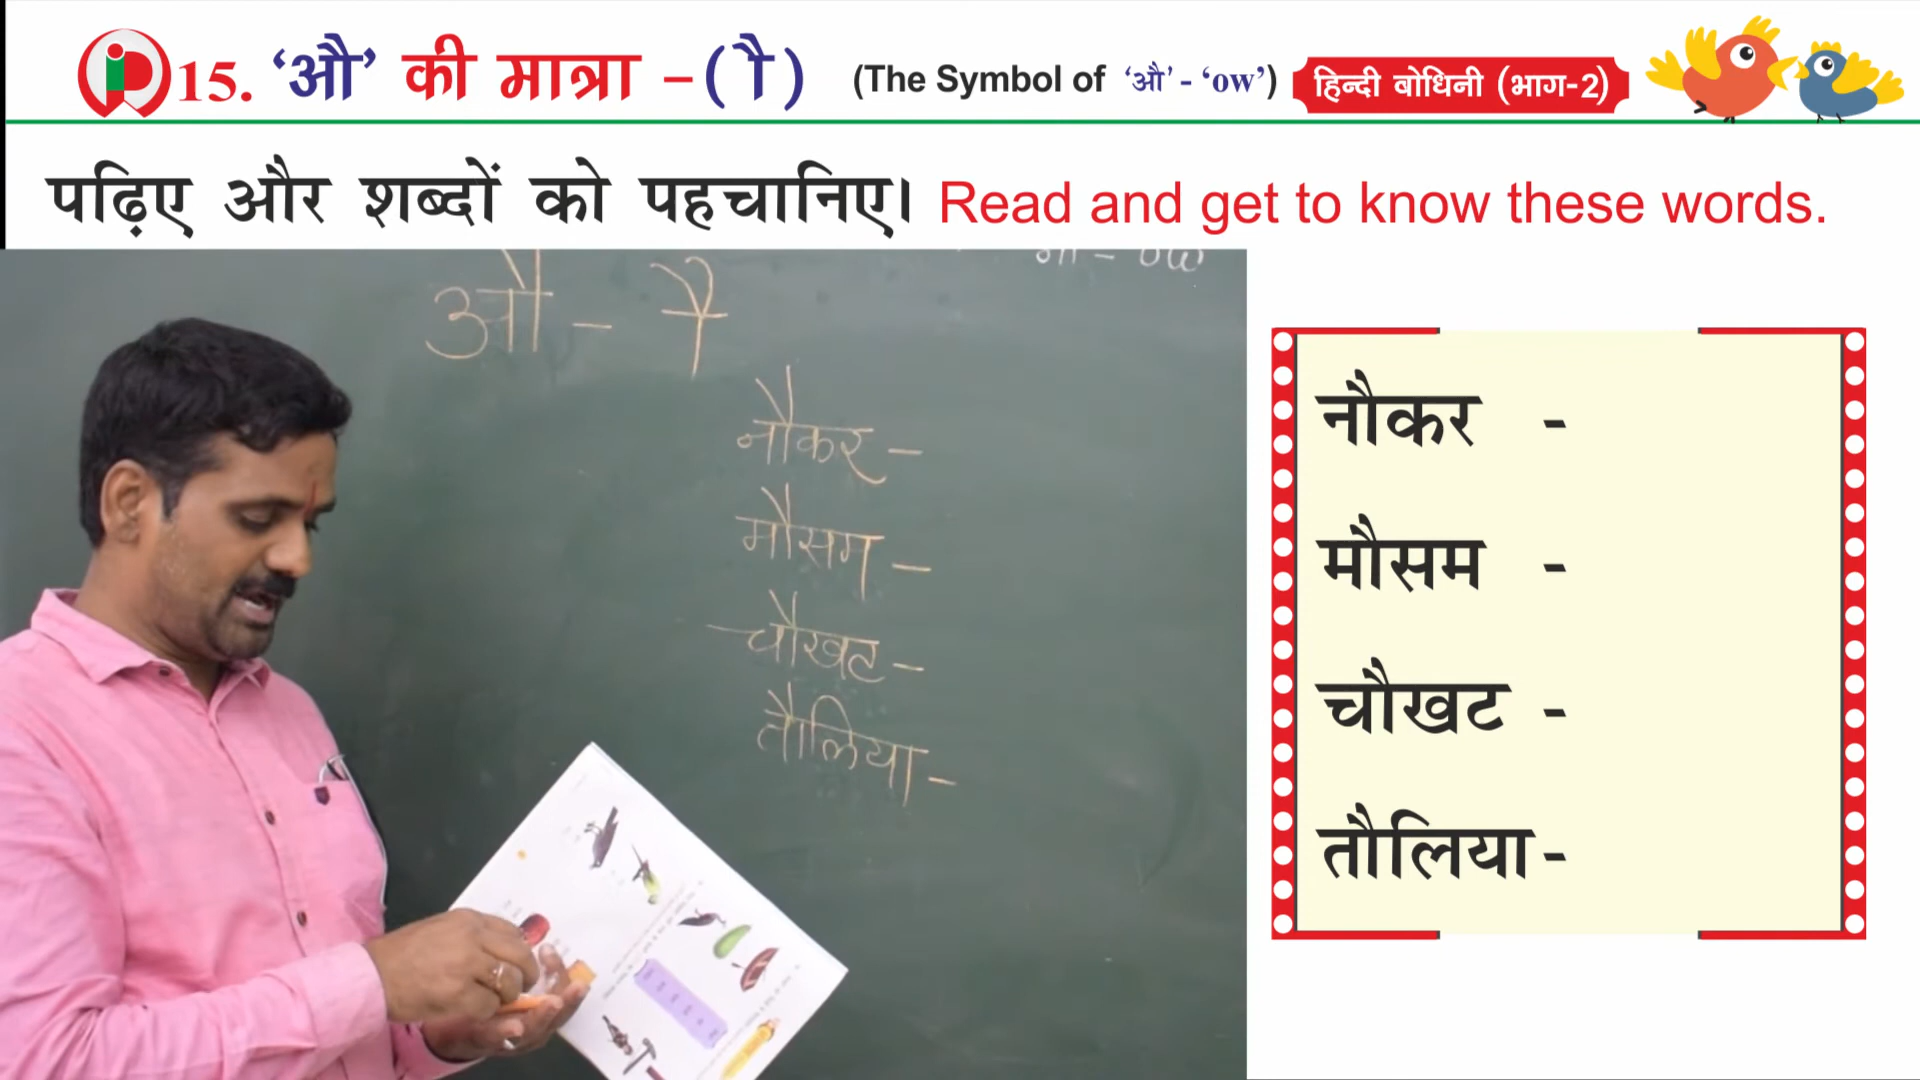 15. ‘औ’ की मात्रा – (ौ) (The Symbol of ‘औ’ - ‘ow’) हिन्दी बोधिनी (भाग-2)
पढ़िए और शब्दों को पहचानिए। Read and get to know these words.
औ - ौ
नौकर -
मौसम -
चौखट -
तौलिया -
नौकर -
मौसम -
चौखट -
तौलिया -